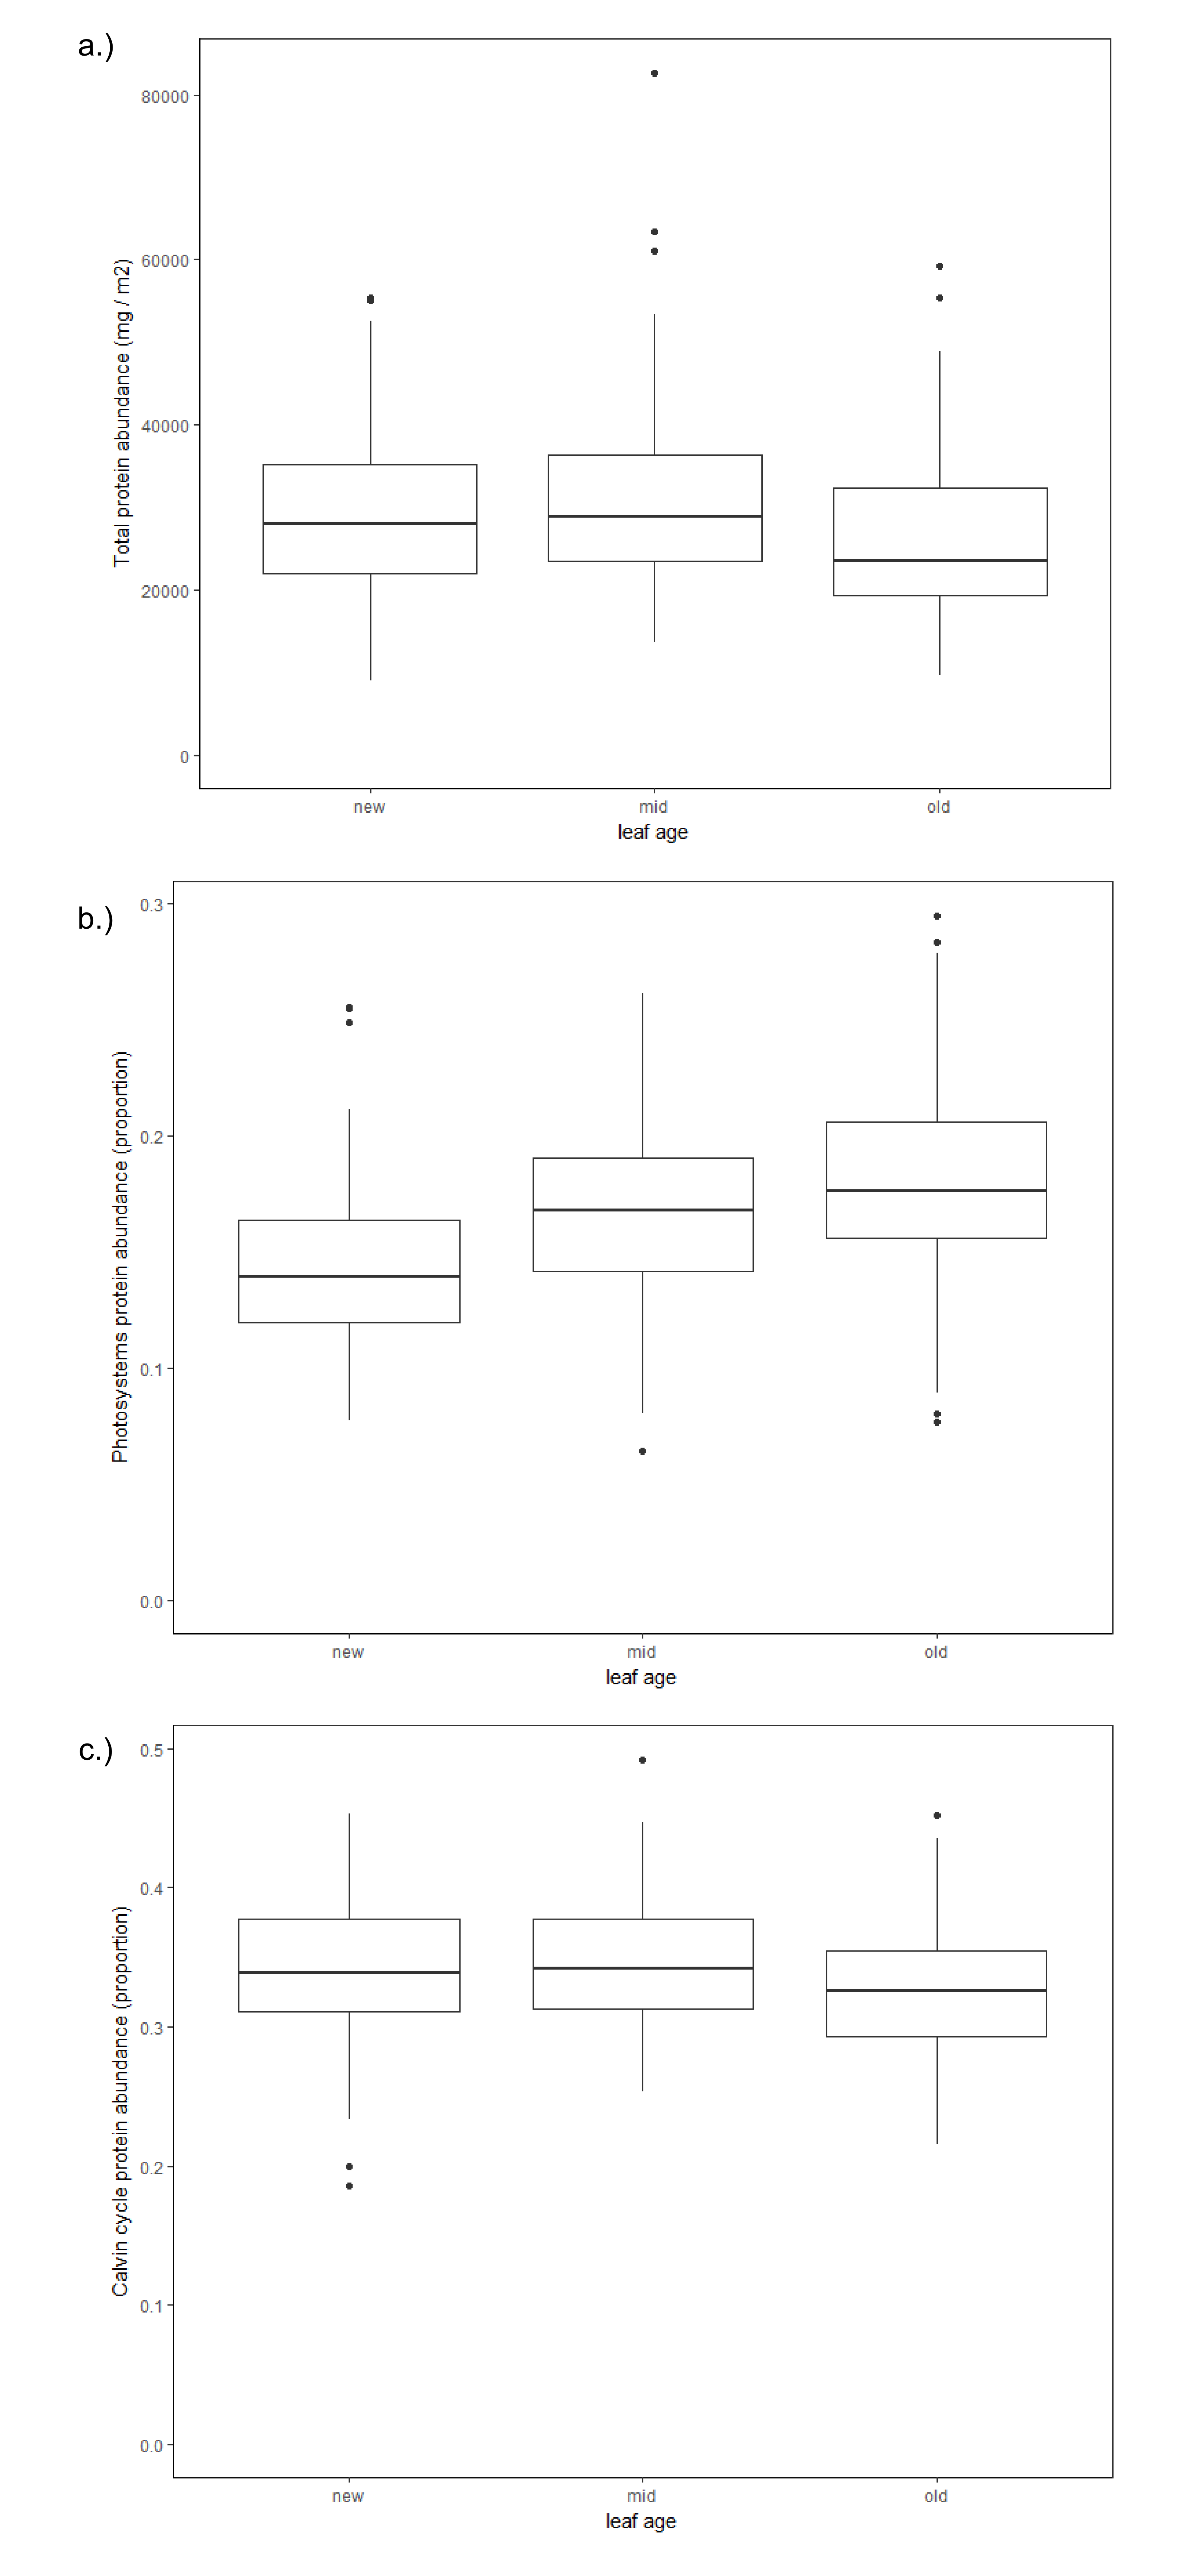 a.)
Total protein abundance (mg / m2)
80000
60000
40000
20000
0
new mid old
leaf age
b.)
Photosystems protein abundance (proportion)
0.3
0.2
0.1
0.0
new mid old
leaf age
c.)
Calvin cycle protein abundance (proportion)
0.5
0.4
0.3
0.2
0.1
0.0
new mid old
leaf age